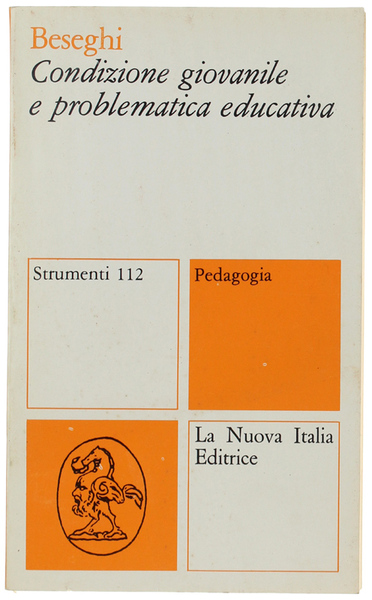 Beseghi
Condizione giovanile
e problematica educativa
Strumenti 112
Pedagogia
La Nuova Italia
Editrice